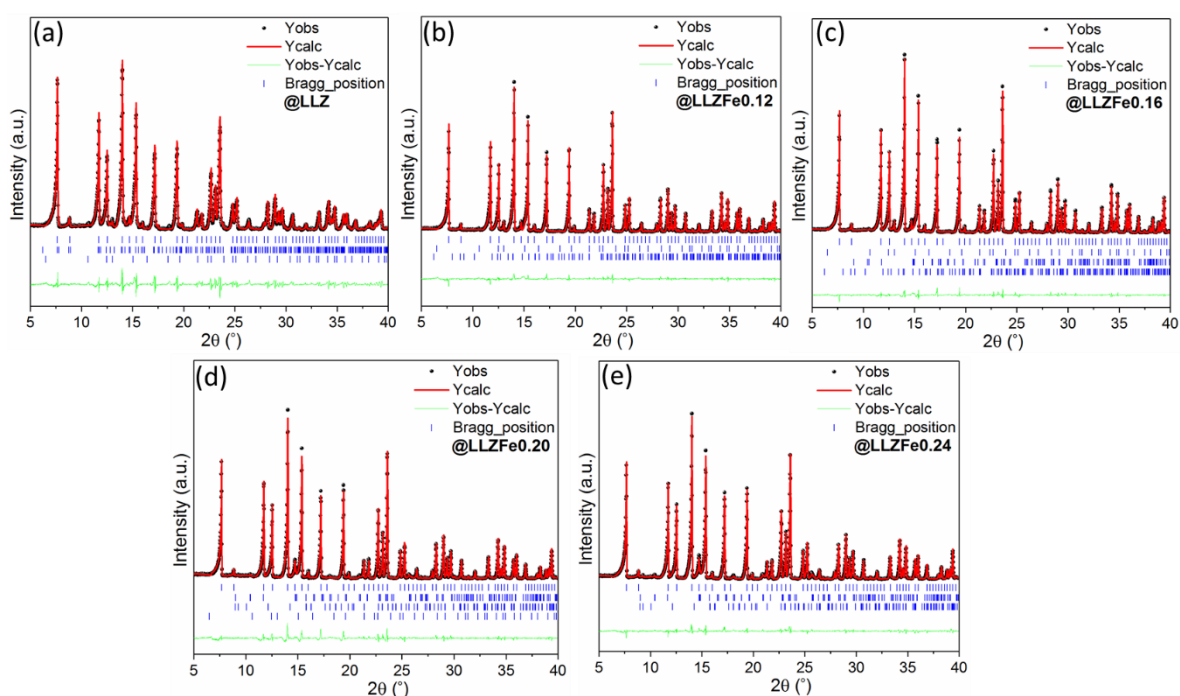 (a)
Yobs
Ycalc
Yobs-Ycalc
Bragg_position
@LLZ
Intensity (a.u.)
5 10 15 20 25 30 35 40
2θ (°)
(b)
Yobs
Ycalc
Yobs-Ycalc
Bragg_position
@LLZFe0.12
Intensity (a.u.)
5 10 15 20 25 30 35 40
2θ (°)
(c)
Yobs
Ycalc
Yobs-Ycalc
Bragg_position
@LLZFe0.16
Intensity (a.u.)
5 10 15 20 25 30 35 40
2θ (°)
(d)
Yobs
Ycalc
Yobs-Ycalc
Bragg_position
@LLZFe0.20
Intensity (a.u.)
5 10 15 20 25 30 35 40
2θ (°)
(e)
Yobs
Ycalc
Yobs-Ycalc
Bragg_position
@LLZFe0.24
Intensity (a.u.)
5 10 15 20 25 30 35 40
2θ (°)